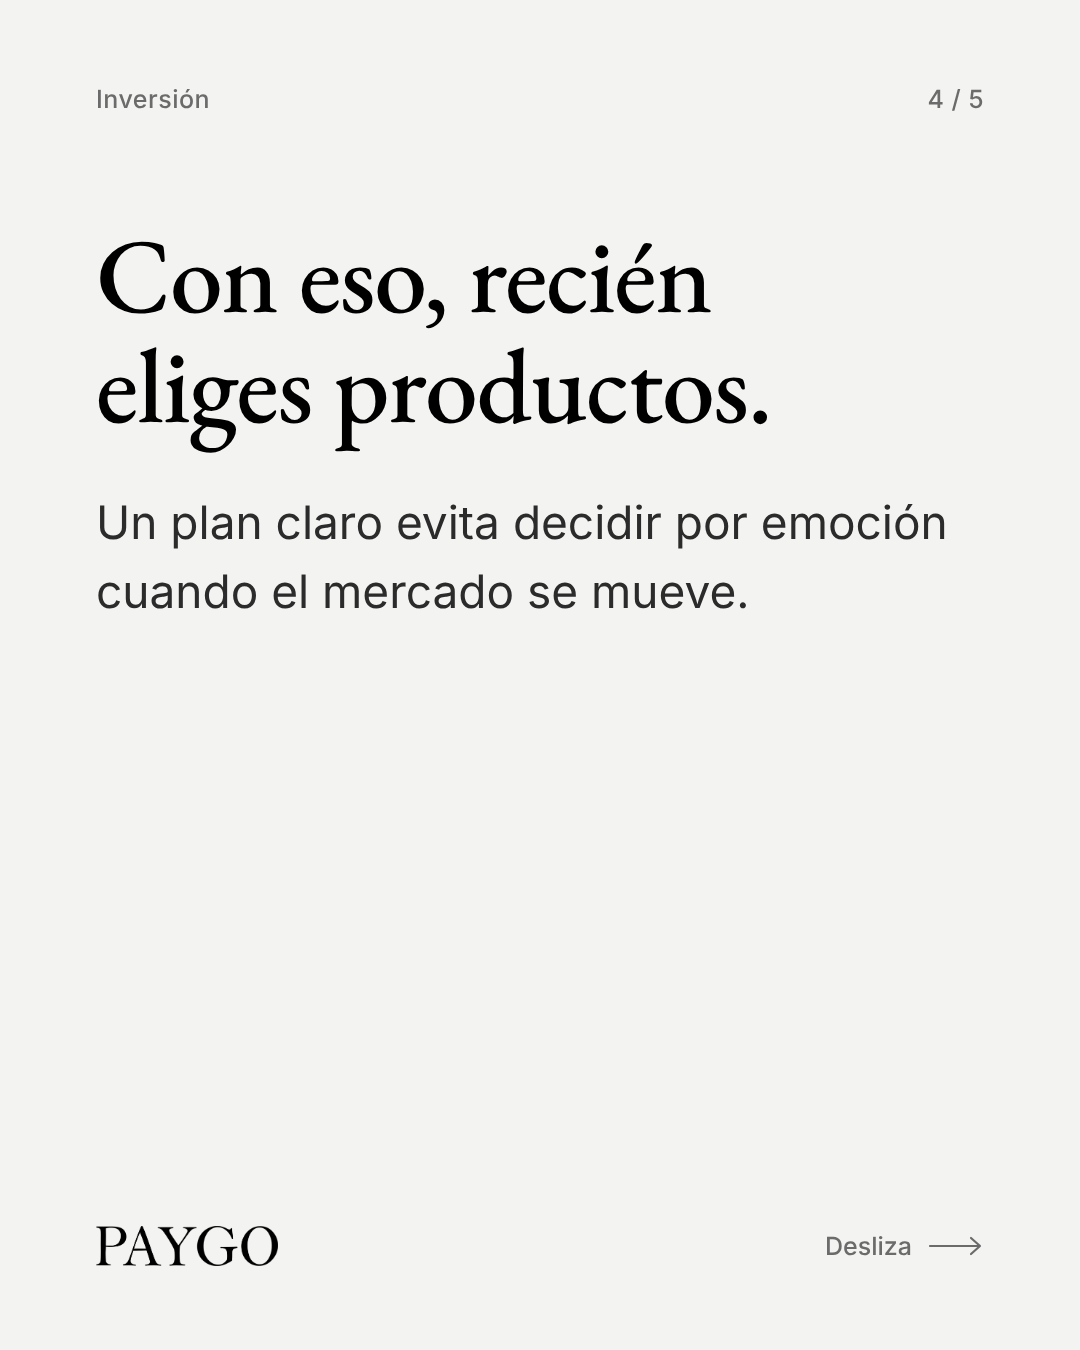 Inversión
4 / 5
Con eso, recién
eliges productos.
Un plan claro evita decidir por emoción
cuando el mercado se mueve.
PAYGO
Desliza